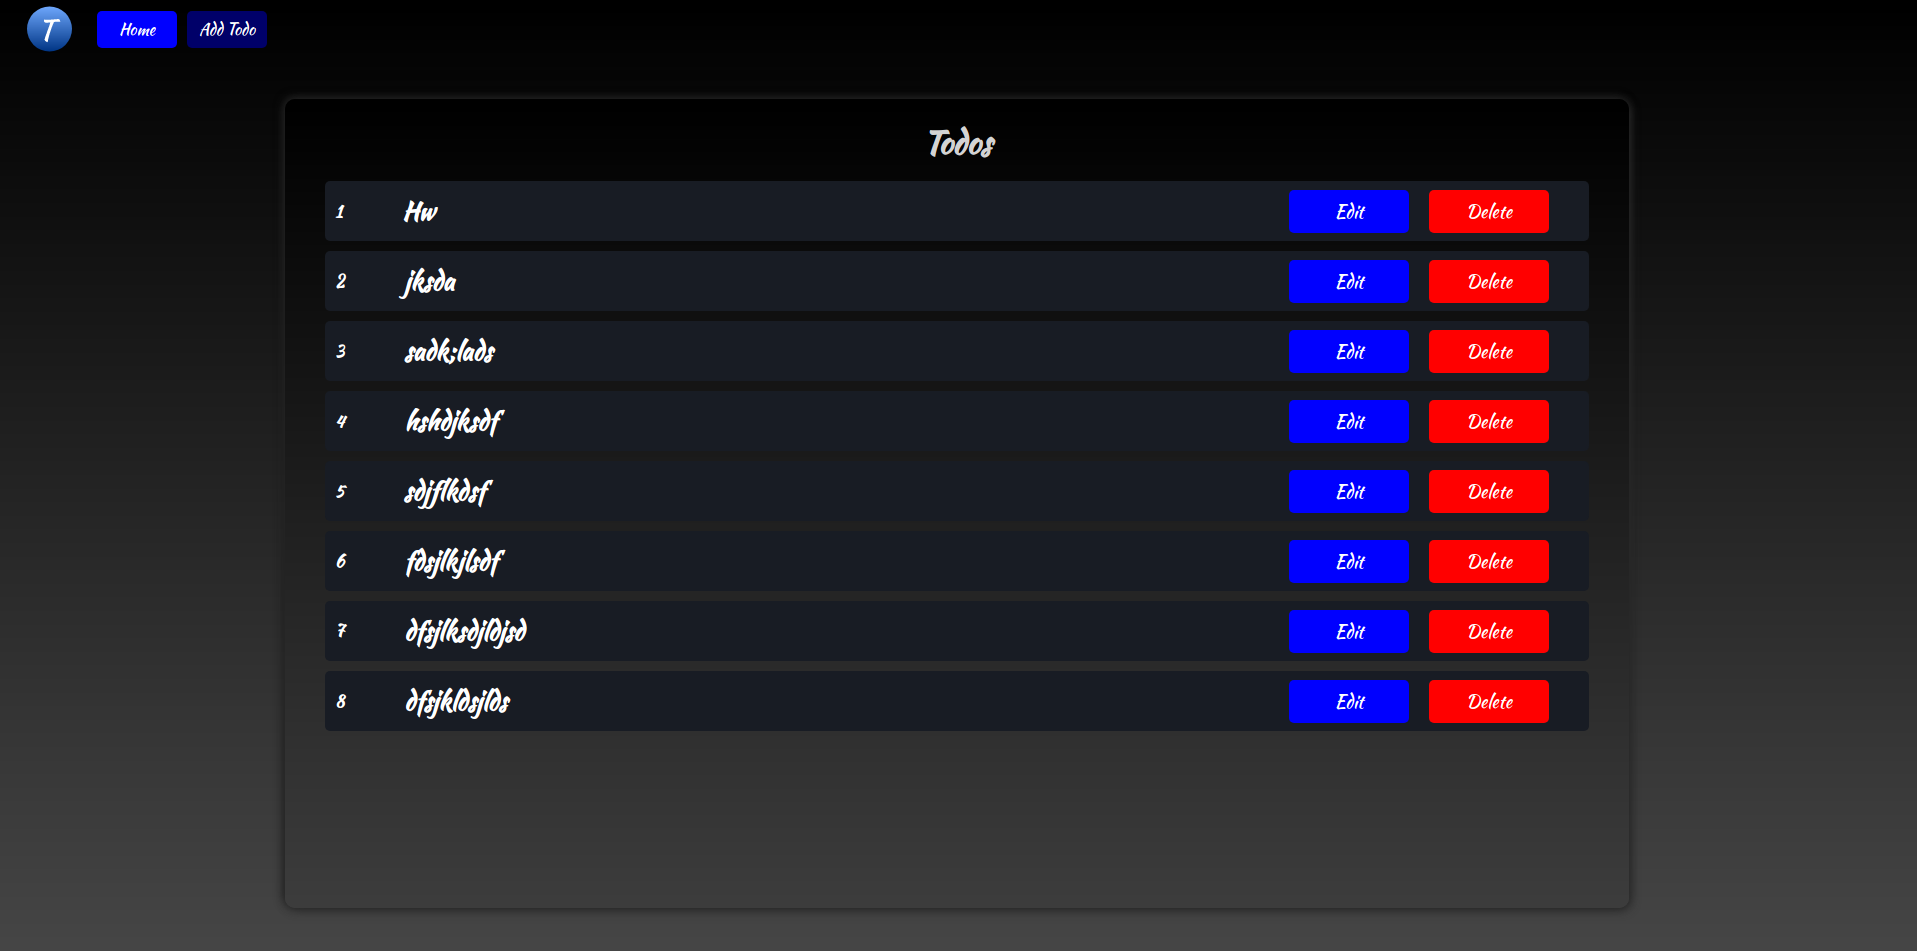 T Home Add Todo
Todos
1 Hw Edit Delete
2 jksda Edit Delete
3 sadk;lads Edit Delete
4 hshdjksdf Edit Delete
5 sdjflkdsf Edit Delete
6 fdsjlkjlsdf Edit Delete
7 dfsjlksdjldjsd Edit Delete
8 dfsjkldsjlds Edit Delete